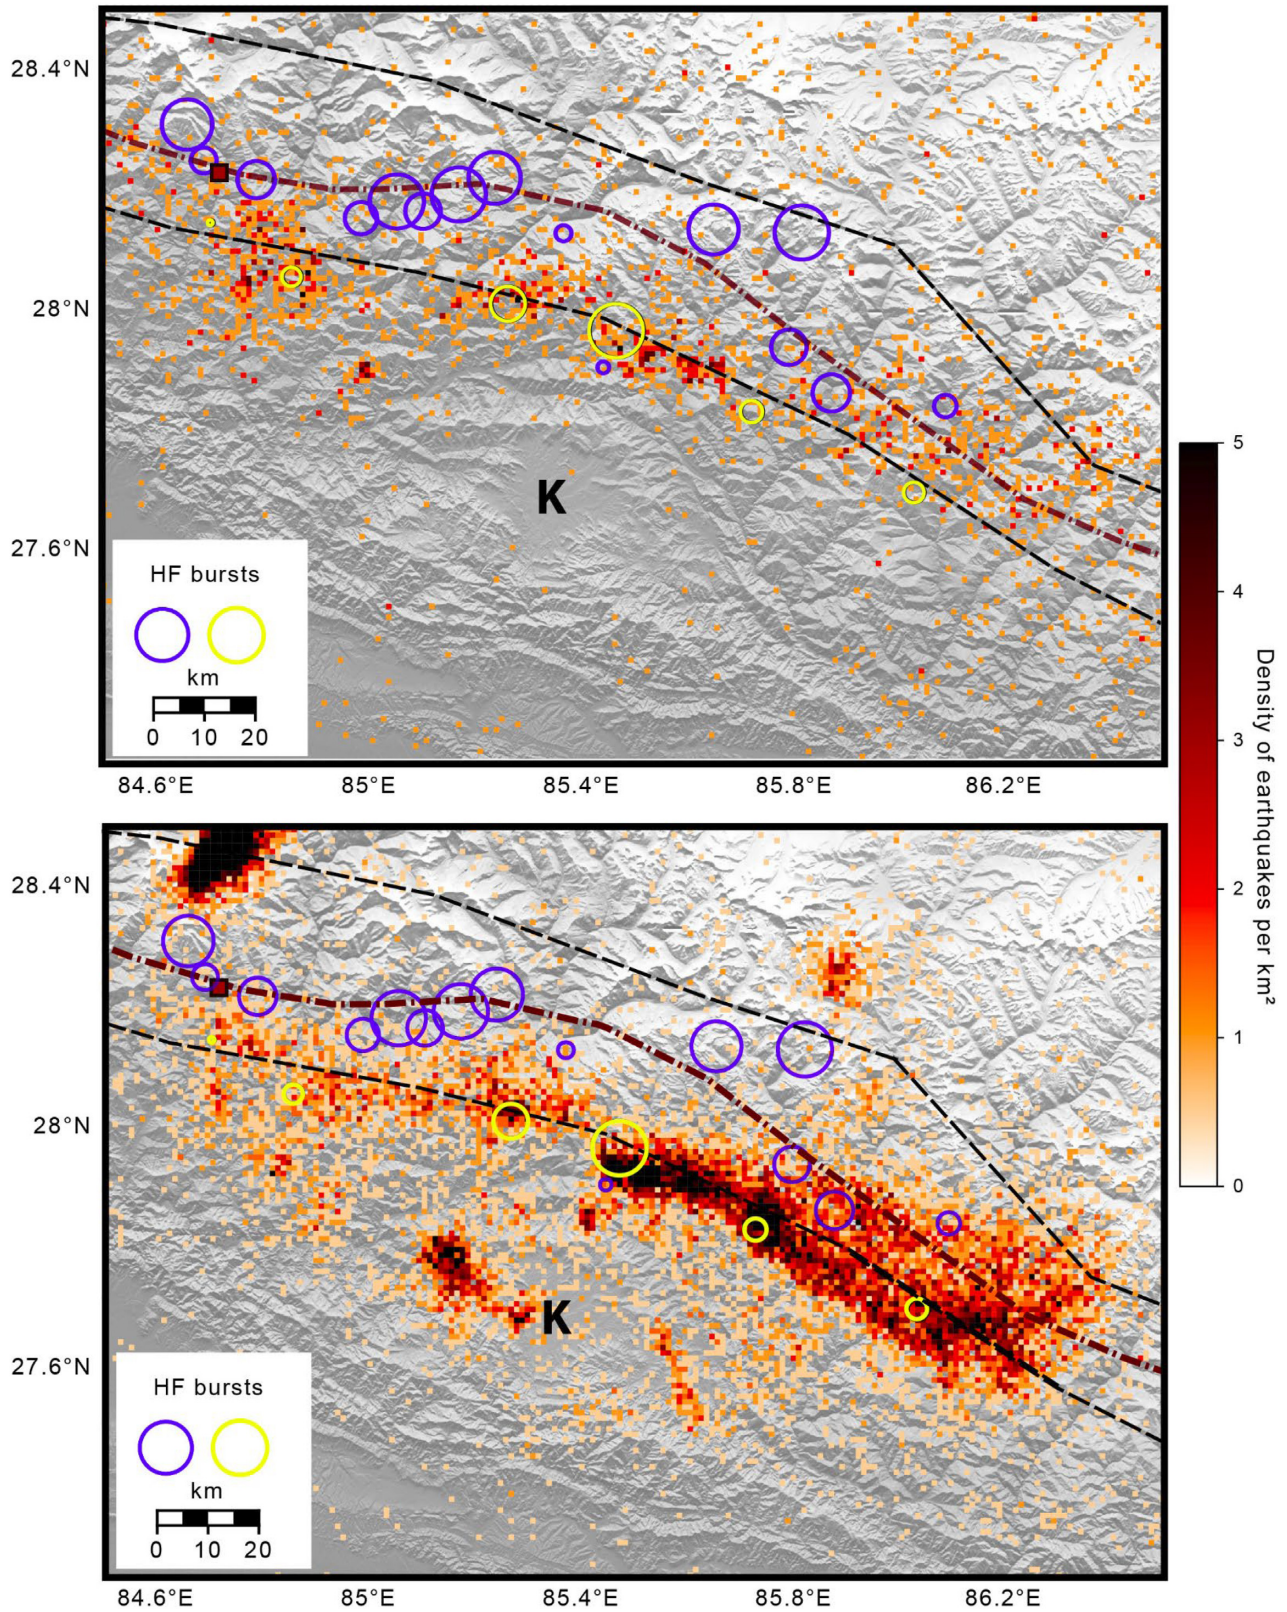 28.4°N
28°N
27.6°N
K
HF bursts
km
0 10 20
84.6°E 85°E 85.4°E 85.8°E 86.2°E
5
4
3
2
1
0
Density of earthquakes per km²
28.4°N
28°N
27.6°N
K
HF bursts
km
0 10 20
84.6°E 85°E 85.4°E 85.8°E 86.2°E